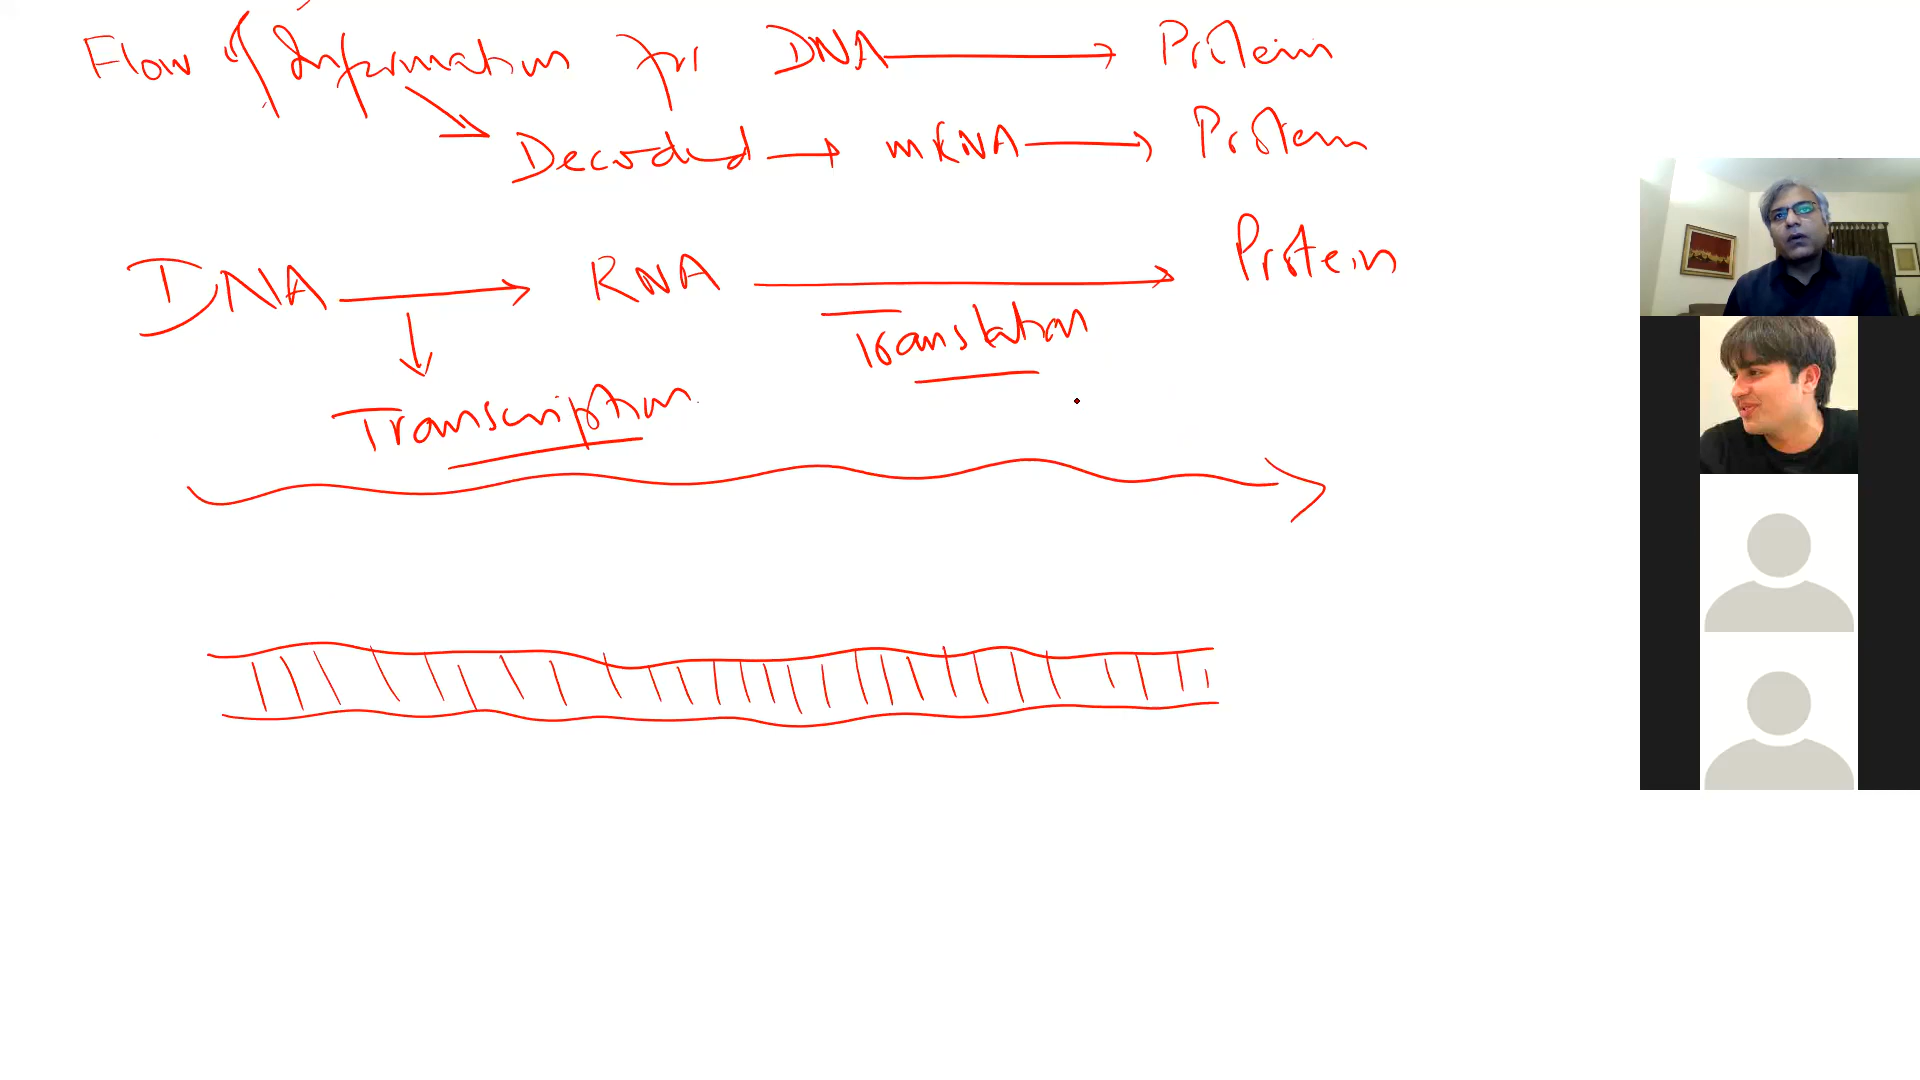 Flow of Information for DNA → Protein
Decoded → mRNA → Protein
DNA → RNA → Protein
Translation
Transcription